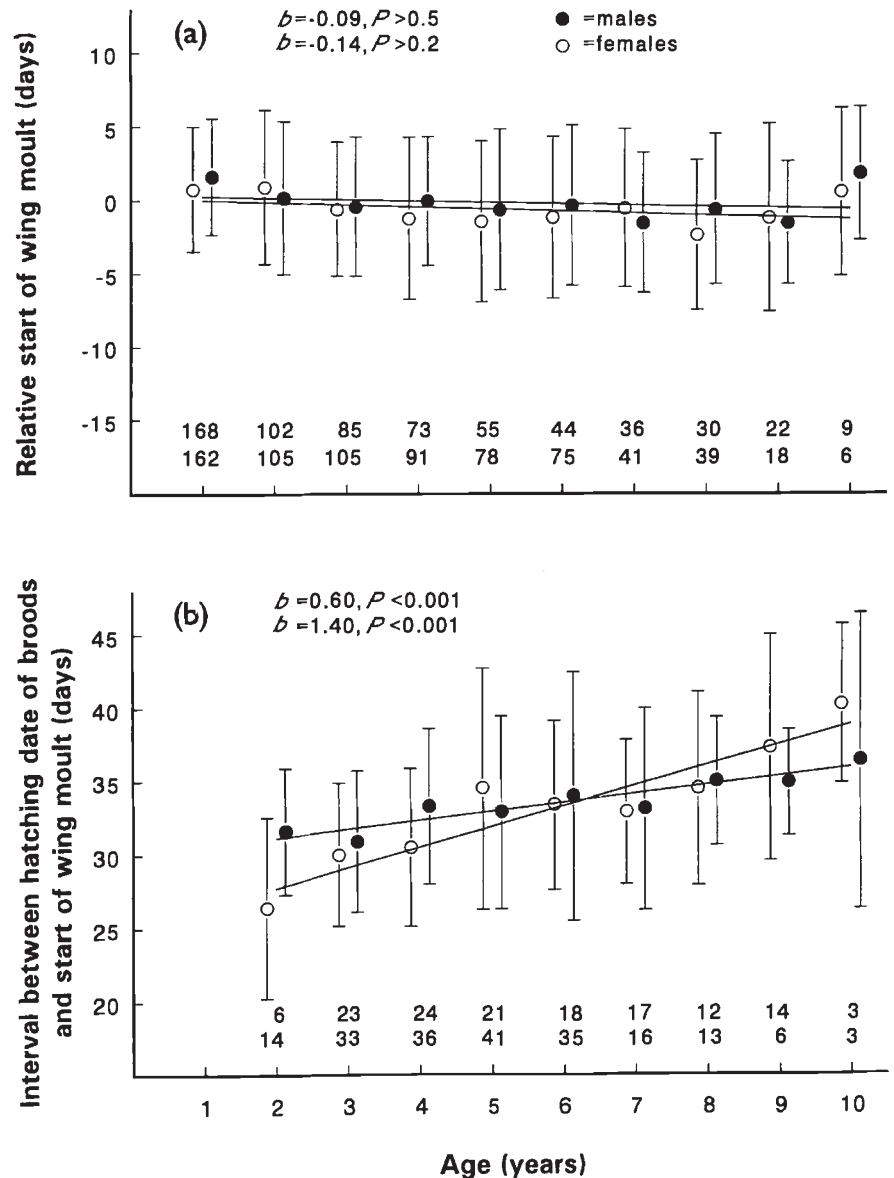 (a)
b=-0.09, P>0.5
b=-0.14, P>0.2
=males
=females
Relative start of wing moult (days)
10
5
0
-5
-10
-15
168 102 85 73 55 44 36 30 22 9
162 105 105 91 78 75 41 39 18 6
(b)
b=0.60, P<0.001
b=1.40, P<0.001
Interval between hatching date of broods
and start of wing moult (days)
45
40
35
30
25
20
6 23 24 21 18 17 12 14 3
14 33 36 41 35 16 13 6 3
1 2 3 4 5 6 7 8 9 10
Age (years)